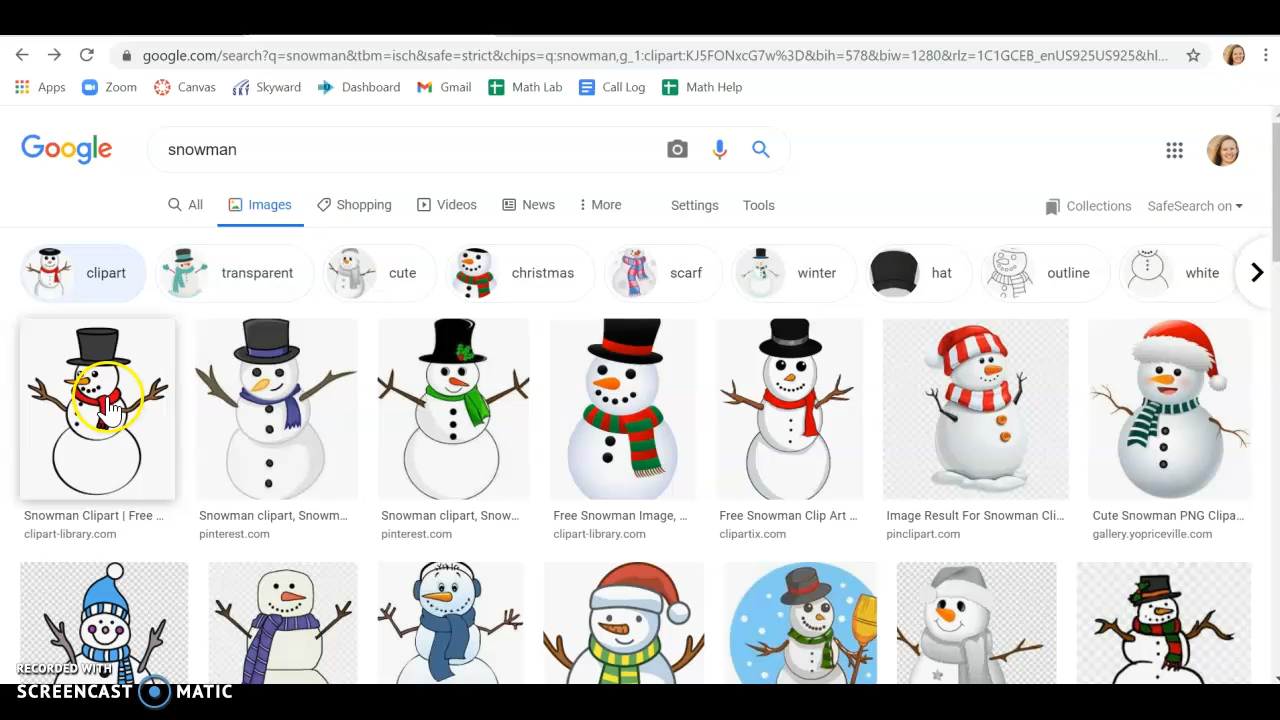 google.com/search?q=snowman&tbm=isch&safe=strict&chips=q:snowman,g_1:clipart:KJ5FONxcG7w%3D&bih=578&biw=1280&rlz=1C1GCEB_enUS925US925&hl...
Apps Zoom Canvas Skyward Dashboard Gmail Math Lab Call Log Math Help
Google snowman
All Images Shopping Videos News More Settings Tools Collections SafeSearch on
clipart transparent cute christmas scarf winter hat outline white
Snowman Clipart | Free ... Snowman clipart, Snowm... Snowman clipart, Snow... Free Snowman Image, ... Free Snowman Clip Art ... Image Result For Snowman Cli... Cute Snowman PNG Clipa...
clipart-library.com pinterest.com pinterest.com clipart-library.com clipartix.com pinclipart.com gallery.yopriceville.com
RECORDED WITH
SCREENCAST MATIC